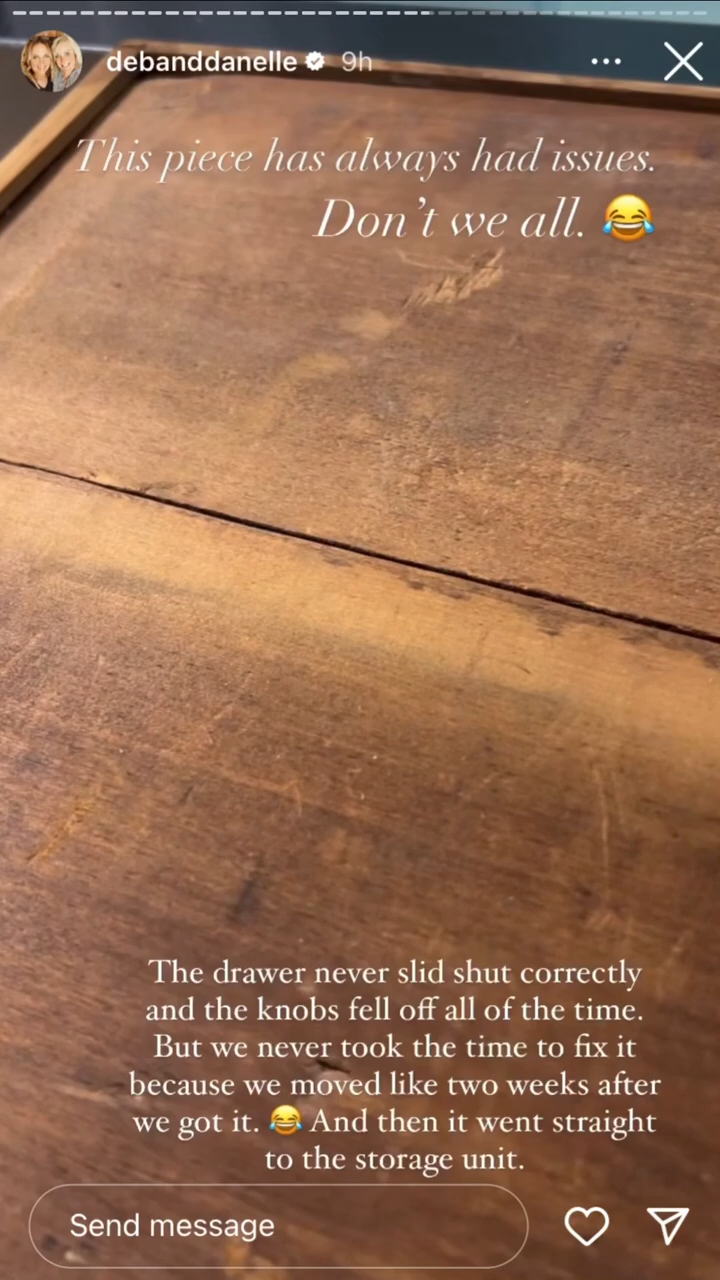 debanddanelle 9h
This piece has always had issues.
Don't we all. 😂
The drawer never slid shut correctly
and the knobs fell off all of the time.
But we never took the time to fix it
because we moved like two weeks after
we got it. 😂 And then it went straight
to the storage unit.
Send message